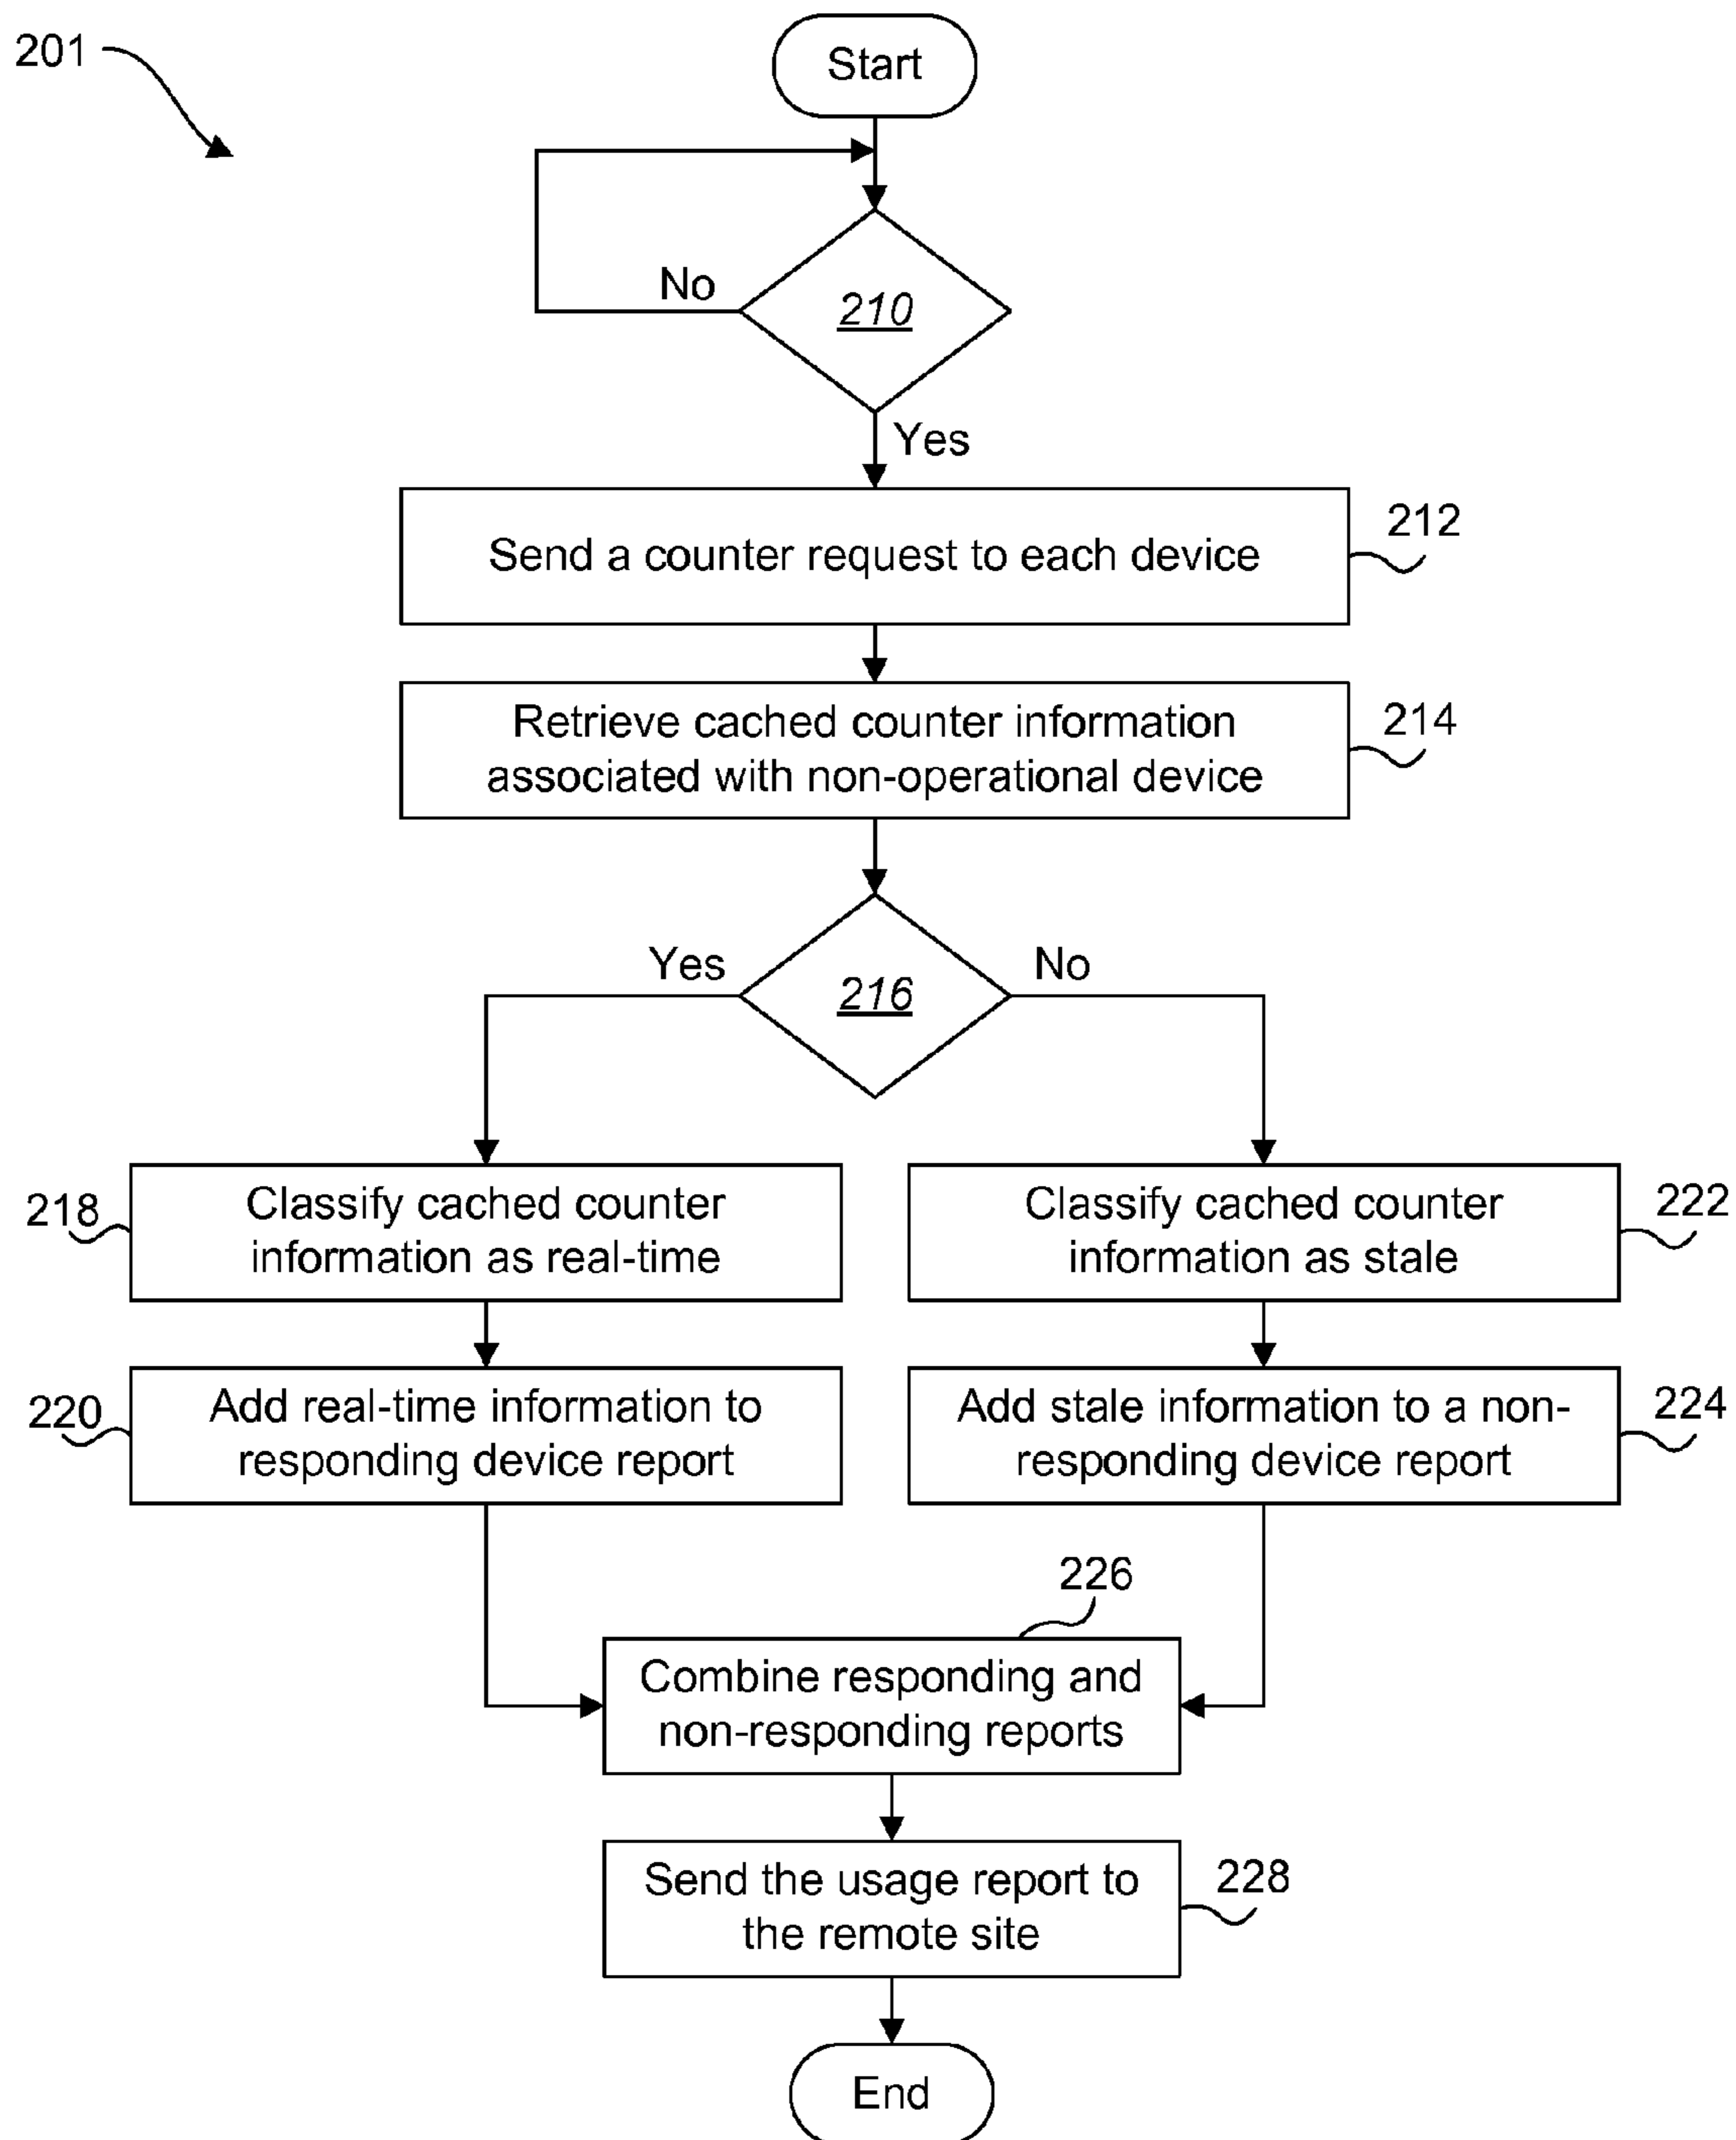 201
Start
No
210
Yes
Send a counter request to each device
212
Retrieve cached counter information
associated with non-operational device
214
Yes
216
No
218
Classify cached counter
information as real-time
Classify cached counter
information as stale
222
220
Add real-time information to
responding device report
Add stale information to a non-
responding device report
224
226
Combine responding and
non-responding reports
Send the usage report to
the remote site
228
End